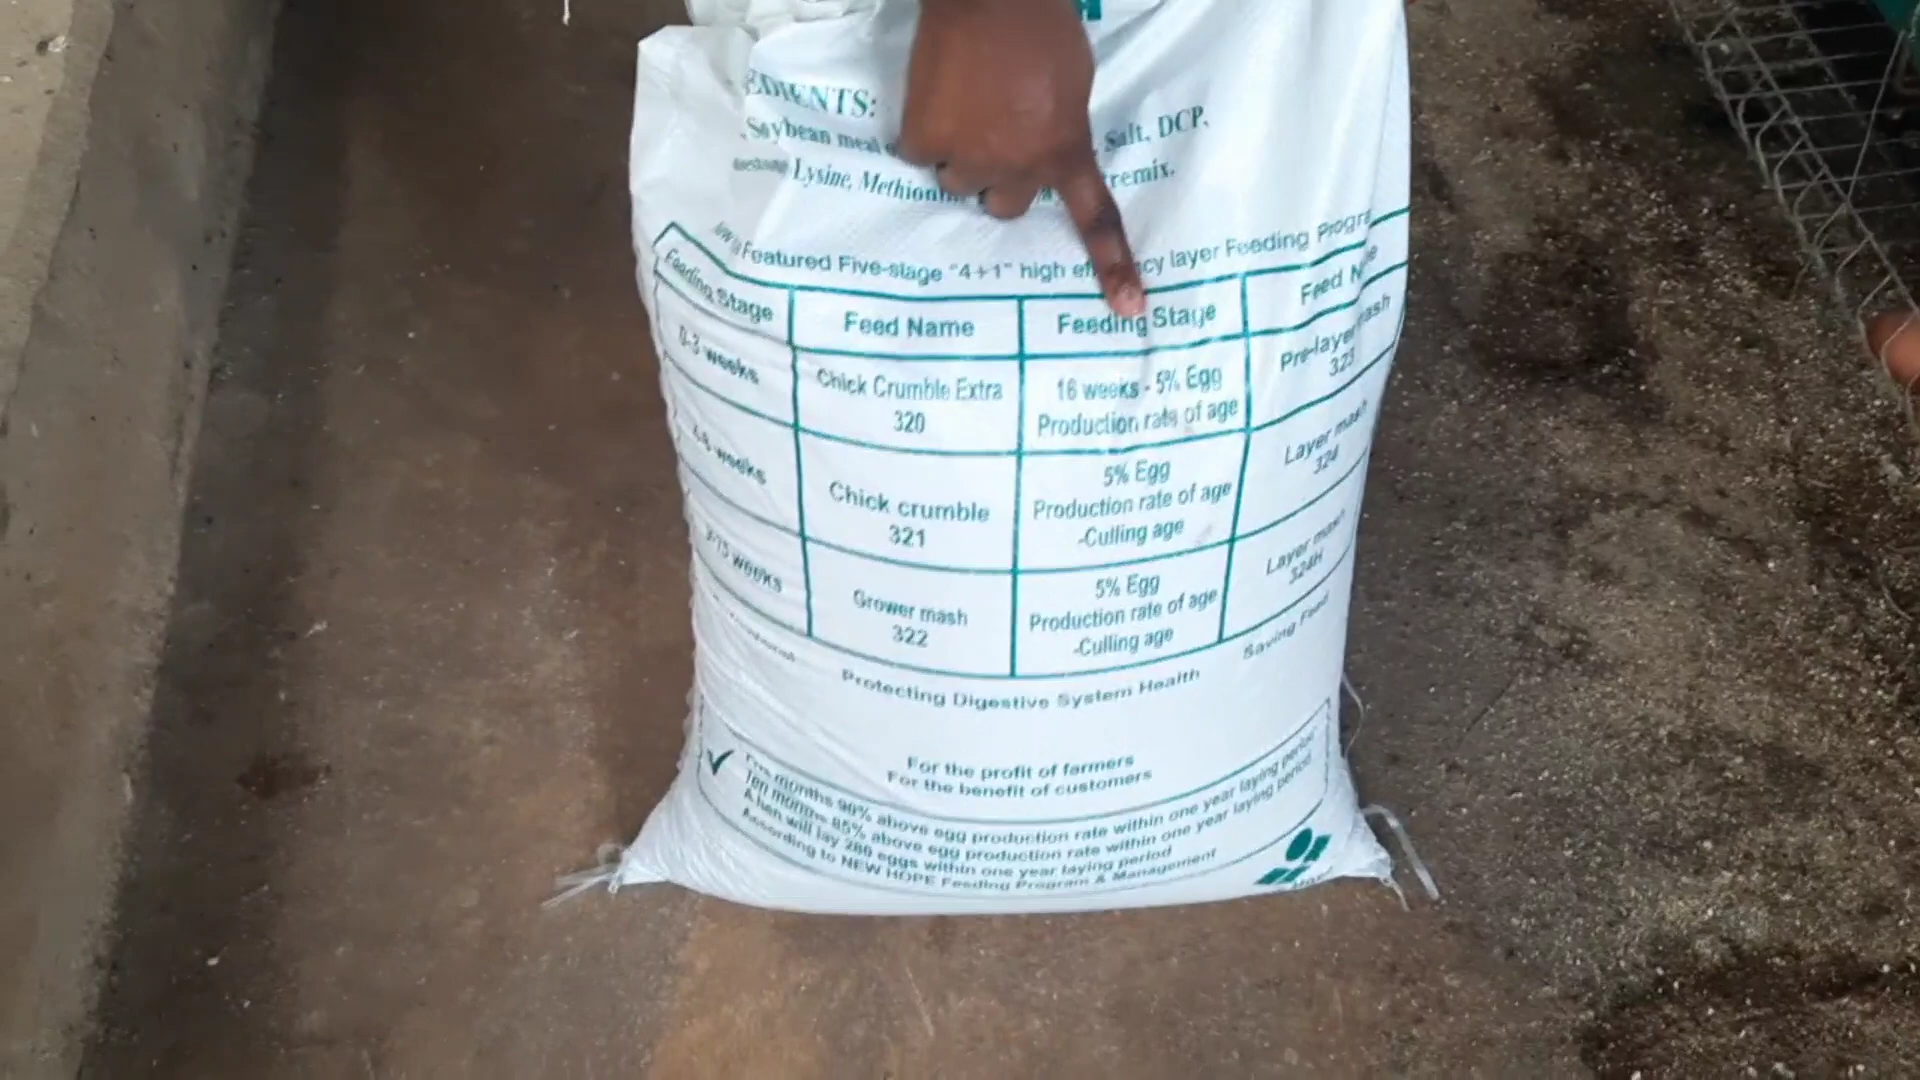 EDIENTS:
Soybean meal Salt, DCP,
Lysine, remix.
Featured Five-stage "4+1" high layer Feeding
Feeding Stage Feed Name Feeding Stage Feed
0-3 weeks
Chick Crumble Extra
320
16 weeks - 5% Egg
Production rate of age
Pre-layer mash
323
weeks
Chick crumble
321
5% Egg
Production rate of age
-Culling age
Layer mash
324
weeks
Grower mash
322
5% Egg
Production rate of age
-Culling age
Layer mash
324H
Protecting Digestive System Health
Saving Feed
For the profit of farmers
For the benefit of customers
✓ months 90% above egg production rate within one year laying period
Ten months 85% above egg production rate within one year laying period
A hen will lay 280 eggs within one year laying period
According to NEW HOPE Feeding Program & Management